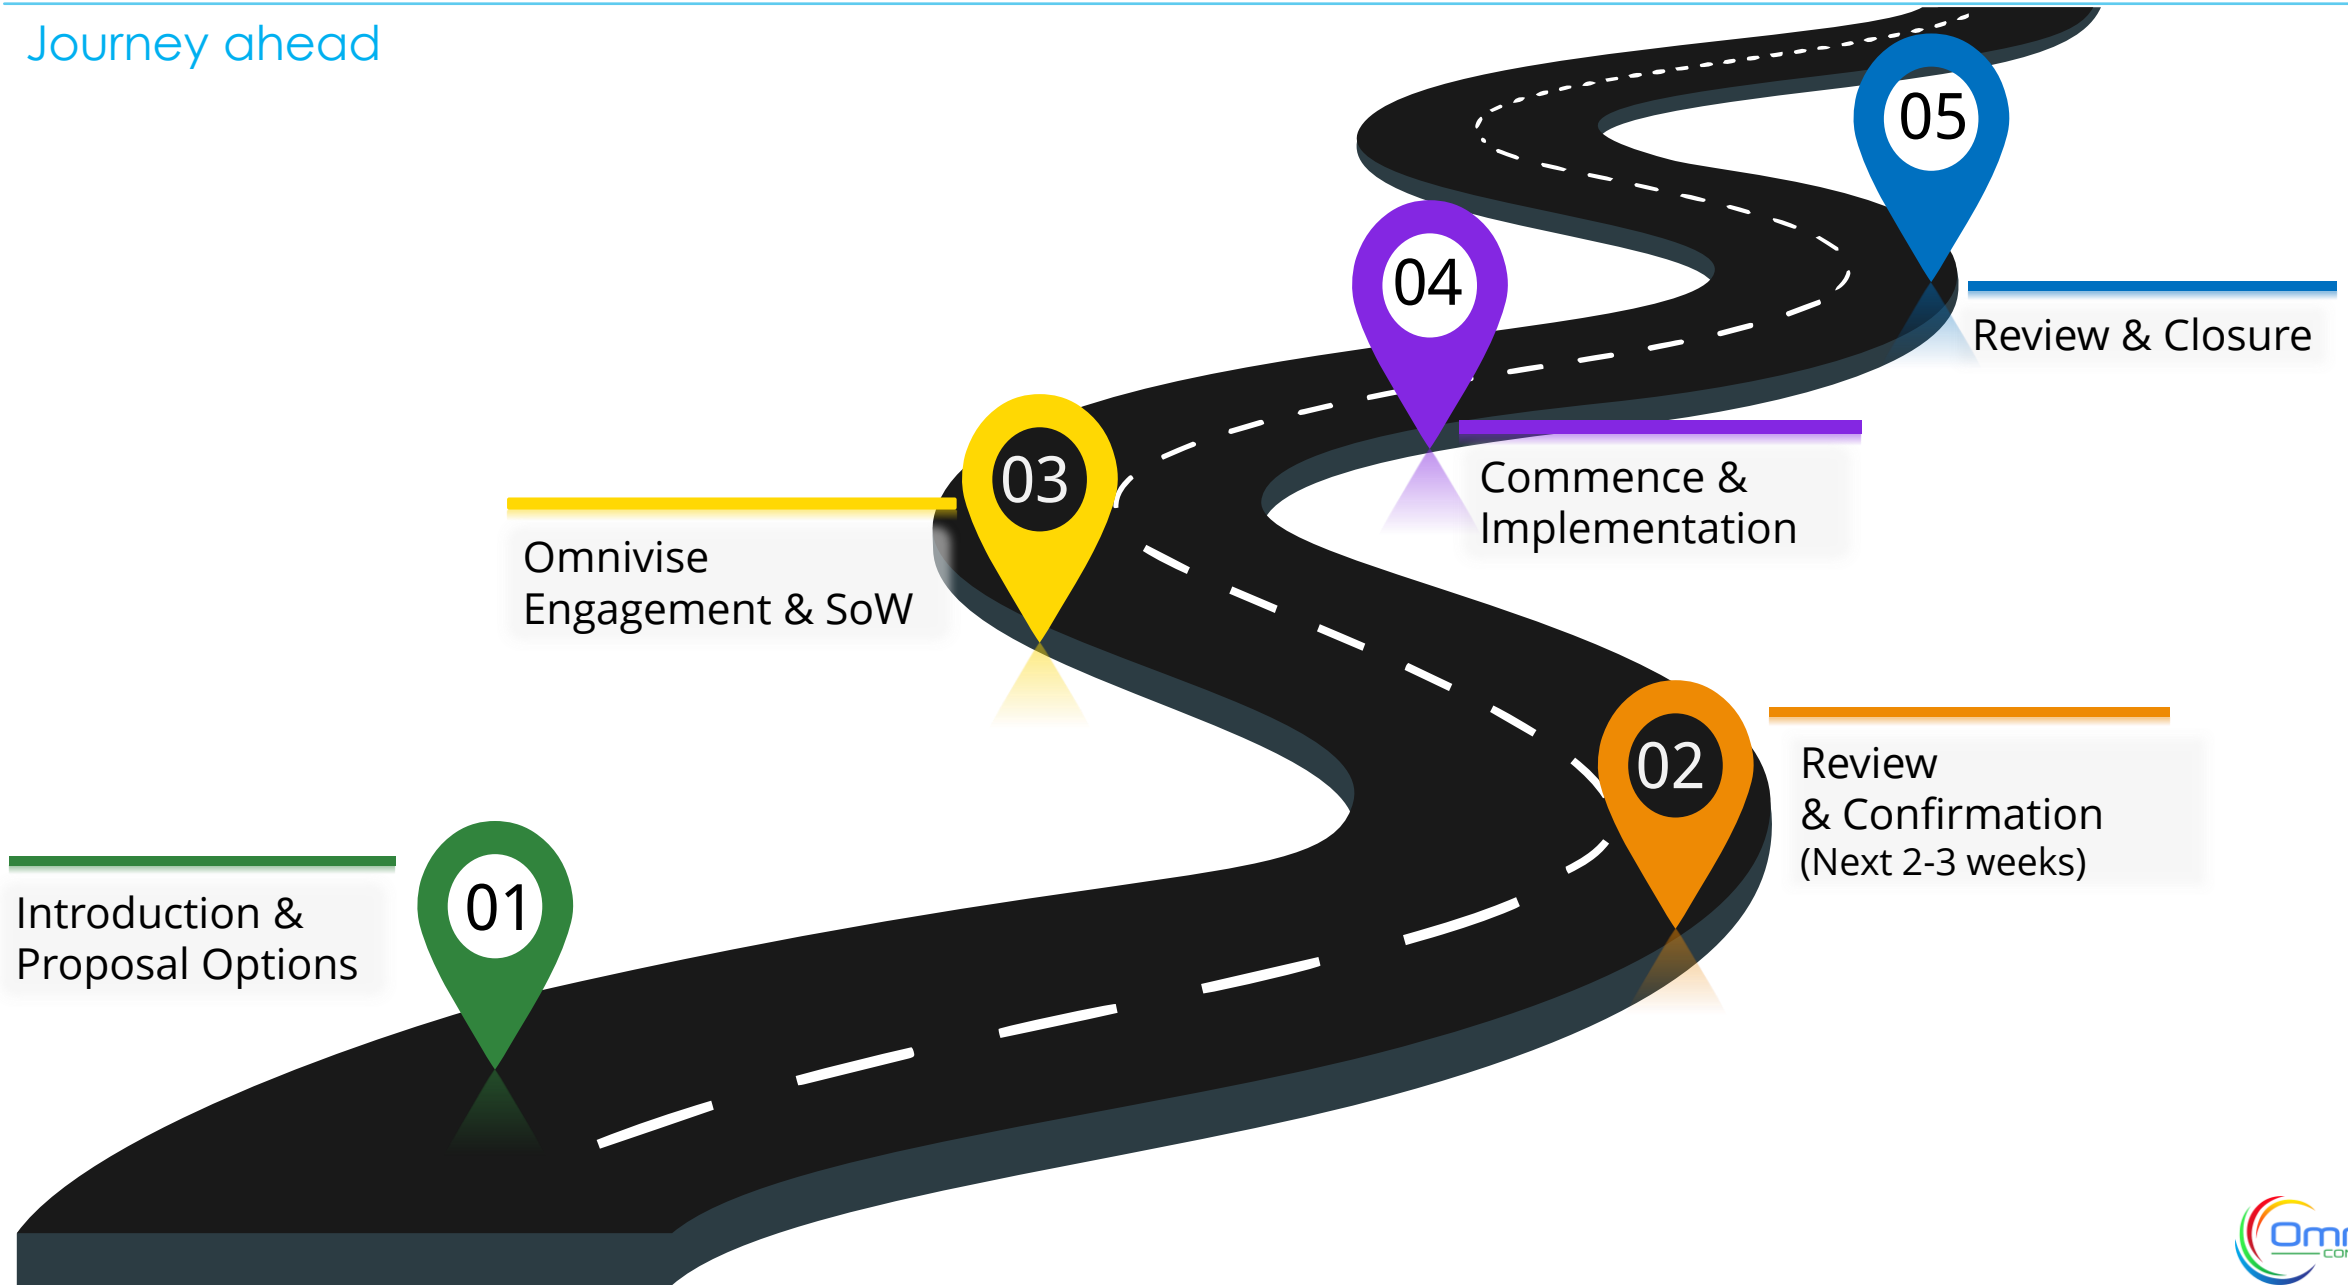 Journey ahead
05
Review & Closure
04
Commence &
Implementation
03
Omnivise
Engagement & SoW
02
Review
& Confirmation
(Next 2-3 weeks)
01
Introduction &
Proposal Options